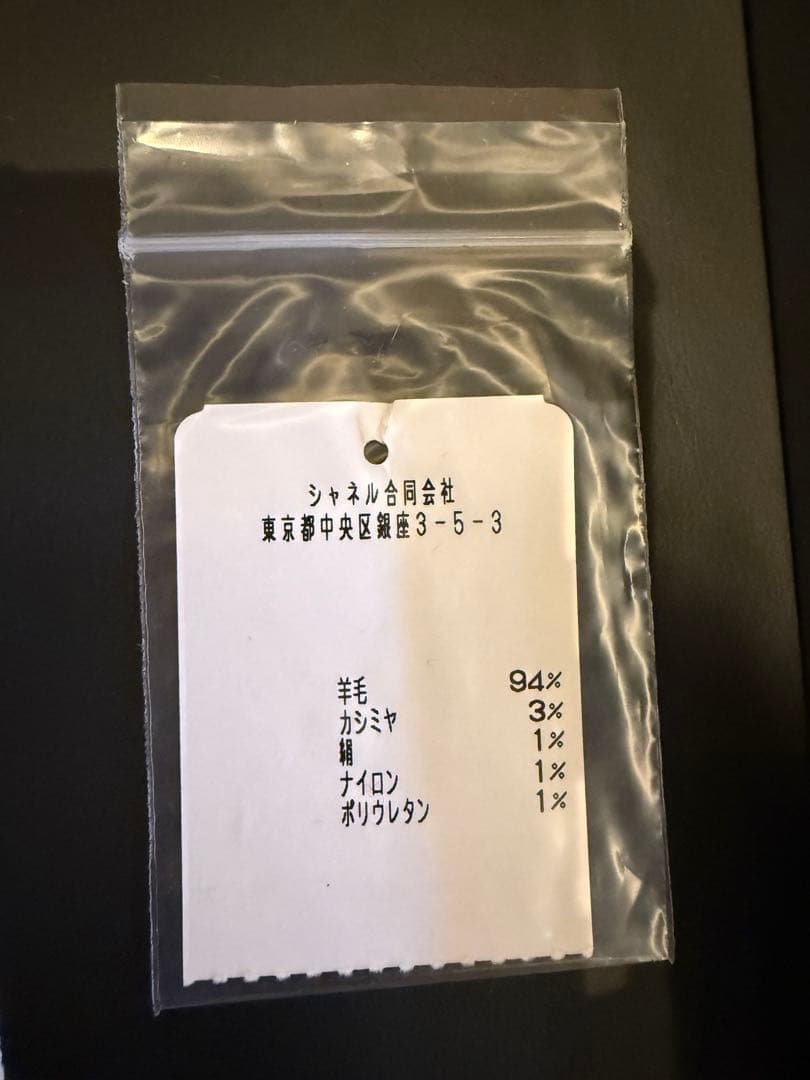 シャネル合同会社
東京都中央区銀座3-5-3
羊毛 94%
カシミヤ 3%
絹 1%
ナイロン 1%
ポリウレタン 1%